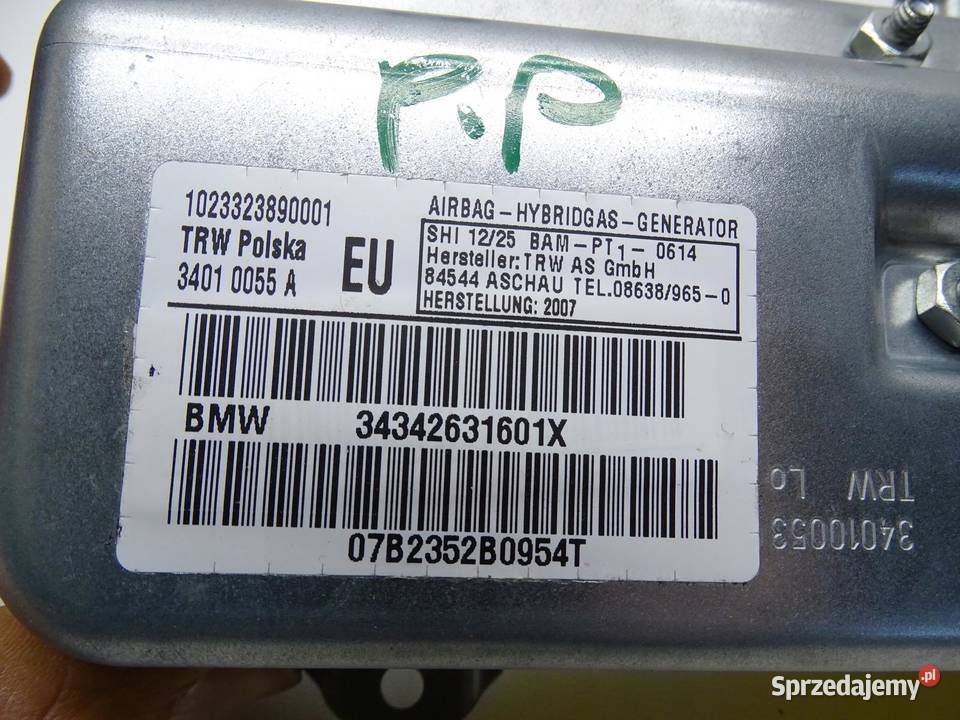 P.P
1023323890001
TRW Polska
3401 0055 A
EU
AIRBAG-HYBRIDGAS-GENERATOR
SHI 12/25 BAM-PT1-0614
Hersteller:TRW AS GmbH
84544 ASCHAU TEL.08638/965-0
HERSTELLUNG: 2007
BMW 34342631601X
07B2352B0954T
TRW Lo
34010053
Sprzedajemy.pl